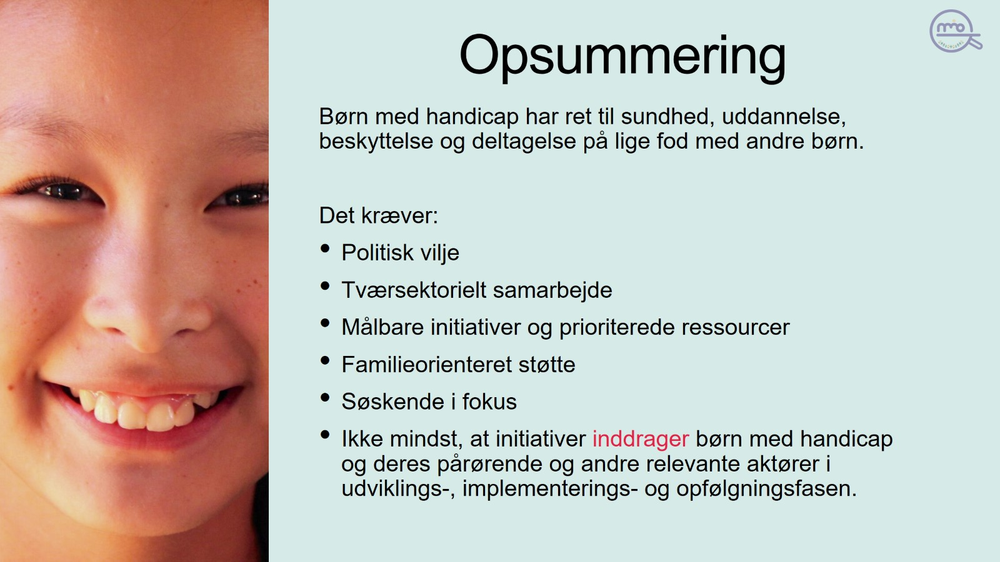 Opsummering
Børn med handicap har ret til sundhed, uddannelse,
beskyttelse og deltagelse på lige fod med andre børn.
Det kræver:
• Politisk vilje
• Tværsektorielt samarbejde
• Målbare initiativer og prioriterede ressourcer
• Familieorienteret støtte
• Søskende i fokus
• Ikke mindst, at initiativer inddrager børn med handicap
og deres pårørende og andre relevante aktører i
udviklings-, implementerings- og opfølgningsfasen.